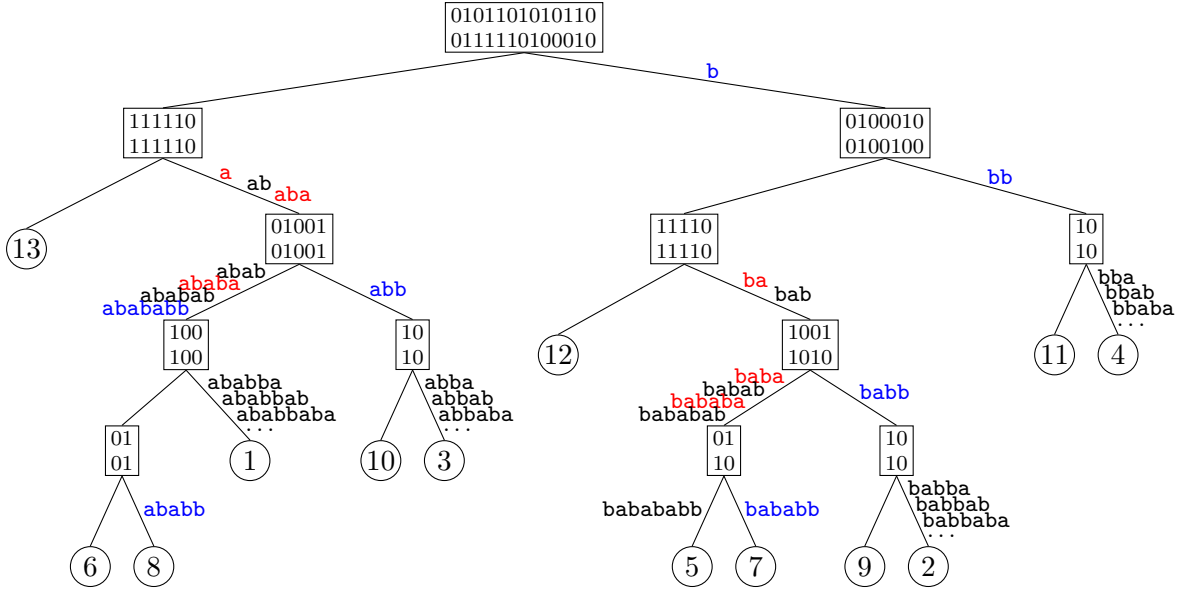 0101101010110
0111110100010
b
111110
111110
0100010
0100100
a
ab
aba
bb
13
01001
01001
11110
11110
10
10
abab
ababa
ababab
abababb
abb
ba
bab
bba
bbab
bbaba
...
100
100
10
10
12
1001
1010
11
4
ababba
ababbab
ababbaba
...
abba
abbab
abbaba
...
baba
babab
bababa
bababab
babb
01
01
1
10
3
01
10
10
10
ababb
babababb
bababb
babba
babbab
babbaba
...
6
8
5
7
9
2